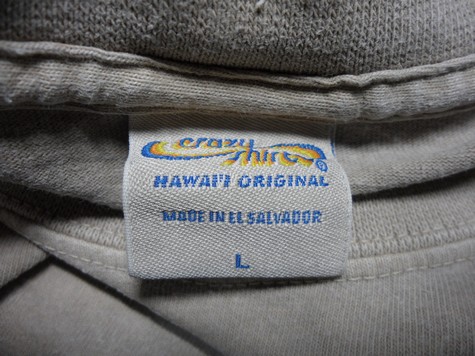 crazy
shirts®
HAWAI'I ORIGINAL
MADE IN EL SALVADOR
L